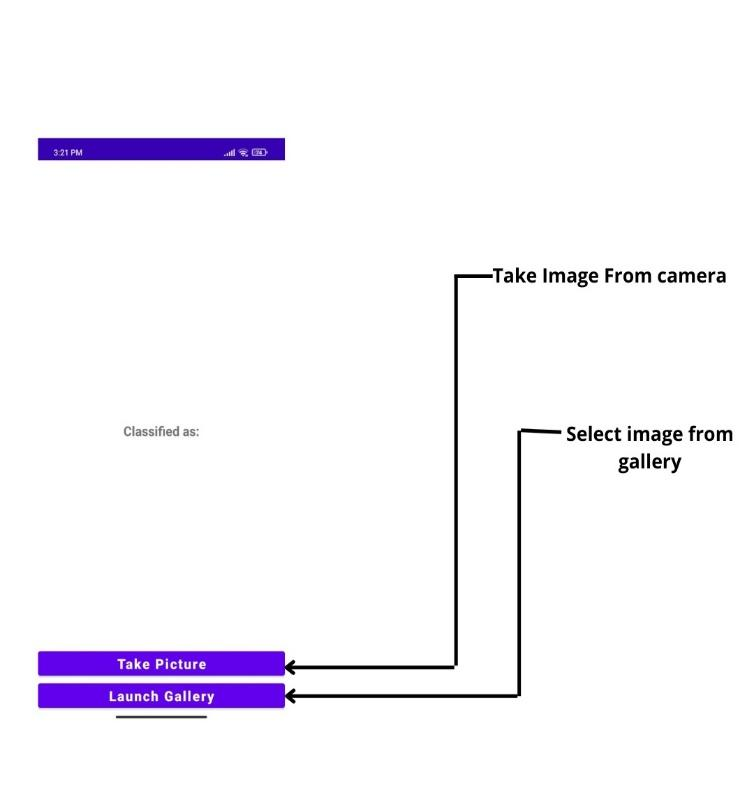 3:21 PM
Take Image From camera
Classified as:
Select image from
gallery
Take Picture
Launch Gallery